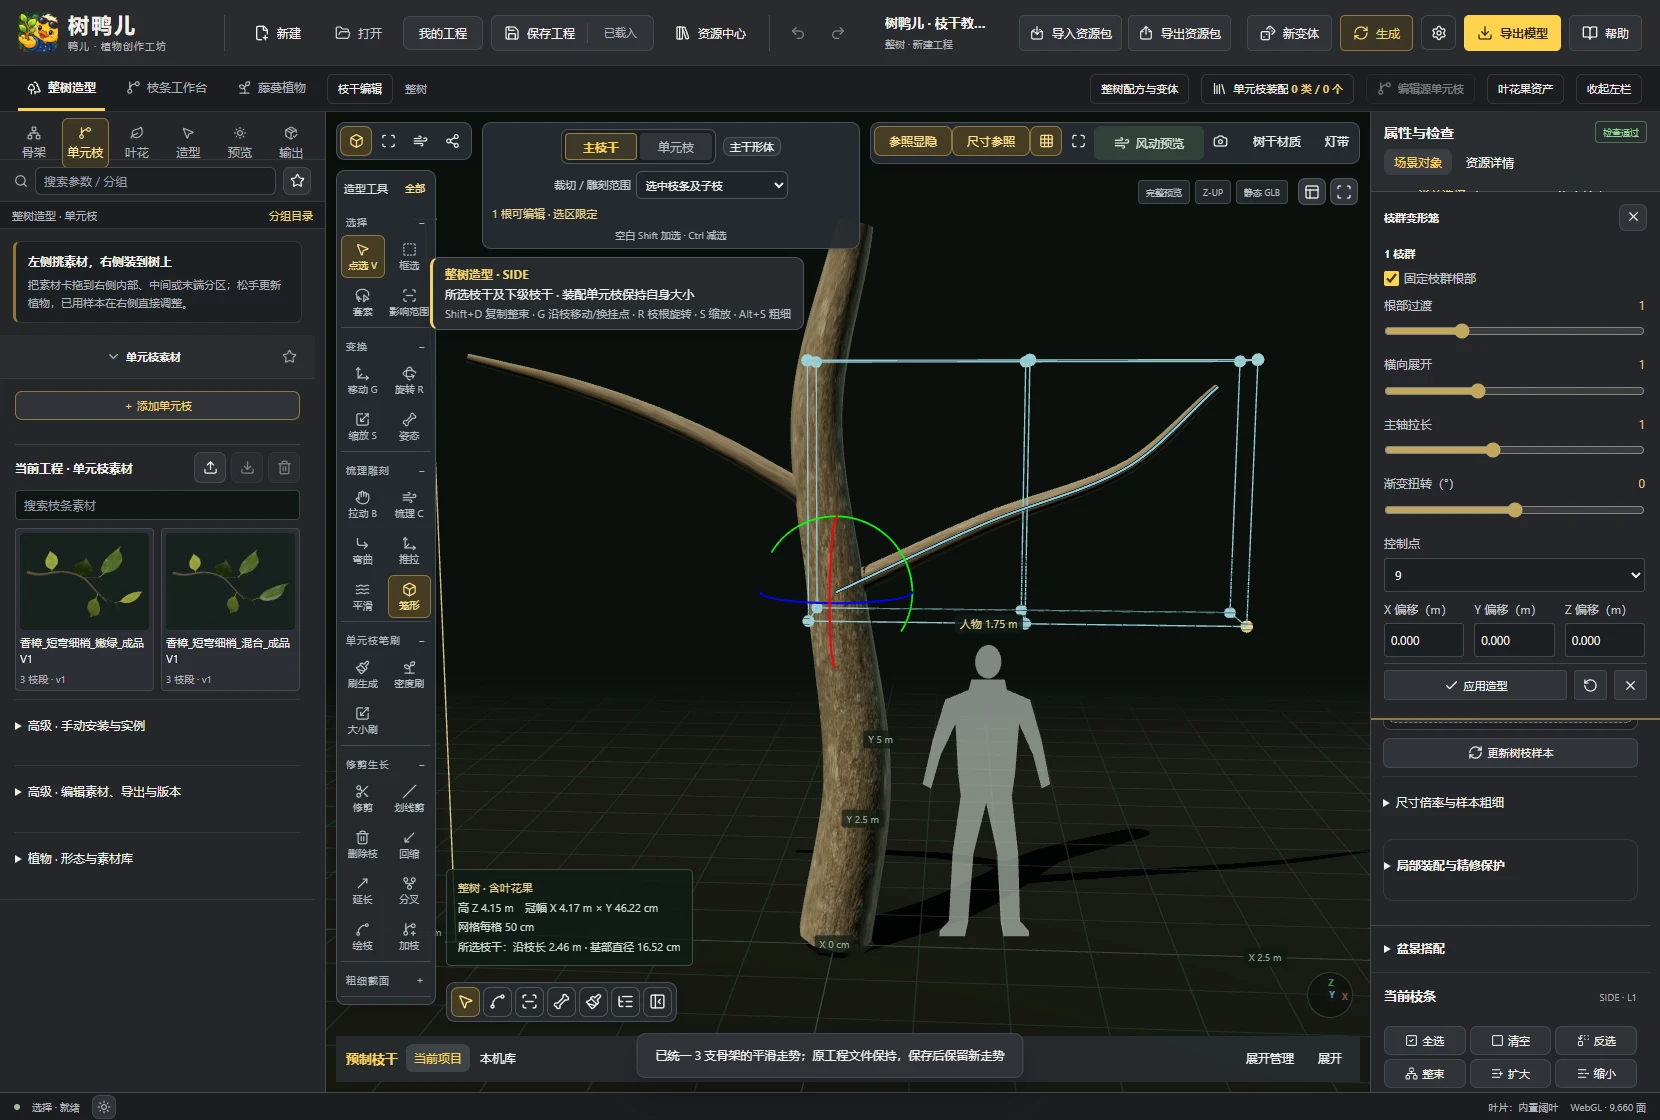 树鸭儿
鸭儿 · 植物创作工坊
新建
打开
我的工程
保存工程
已载入
资源中心
树鸭儿 · 枝干教...
整树 · 新建工程
导入资源包
导出资源包
新变体
生成
导出模型
帮助
整树造型
枝条工作台
藤蔓植物
枝干编辑
整树
整树配方与变体
单元枝装配 0 类 / 0 个
编辑源单元枝
叶花果资产
收起左栏
骨架
单元枝
叶花
造型
预览
输出
搜索参数 / 分组
整树造型 · 单元枝
分组目录
左侧挑素材，右侧装到树上
把素材卡拖到右侧内部、中间或末端分区；松手更新
植物，已用样本在右侧直接调整。
单元枝素材
+ 添加单元枝
当前工程 · 单元枝素材
搜索枝条素材
香樟_短穹细梢_嫩绿_成品
V1
3 枝段 · v1
香樟_短穹细梢_混合_成品
V1
3 枝段 · v1
高级 · 手动安装与实例
高级 · 编辑素材、导出与版本
植物 · 形态与素材库
选择 · 就绪
造型工具
全部
选择
点选 V
框选
套索
影响范围
变换
移动 G
旋转 R
缩放 S
姿态
梳理雕刻
拉动 B
梳理 C
弯曲
推拉
平滑
笼形
单元枝笔刷
刷生成
密度刷
大小刷
修剪生长
修剪
划线剪
删除枝
回缩
延长
分叉
绘枝
加枝
粗细截面
主枝干
单元枝
主干形体
裁切 / 雕刻范围
选中枝条及子枝
1 根可编辑 · 选区限定
空白 Shift 加选 · Ctrl 减选
整树造型 · SIDE
所选枝干及下级枝干 · 装配单元枝保持自身大小
Shift+D 复制整束 · G 沿枝移动/换挂点 · R 枝根旋转 · S 缩放 · Alt+S 粗细
参照显隐
尺寸参照
风动预览
树干材质
灯带
完整预览
Z-UP
静态 GLB
人物 1.75 m
Y 5 m
Y 2.5 m
X 0 cm
X 2.5 m
m
Z
Y
X
整树 · 含叶花果
高 Z 4.15 m 冠幅 X 4.17 m × Y 46.22 cm
网格每格 50 cm
所选枝干：沿枝长 2.46 m · 基部直径 16.52 cm
预制枝干
当前项目
本机库
已统一 3 支骨架的平滑走势；原工程文件保持，保存后保留新走势
展开管理
展开
属性与检查
检查通过
场景对象
资源详情
枝群变形笼
1 枝群
固定枝群根部
根部过渡
1
横向展开
1
主轴拉长
1
渐变扭转（°）
0
控制点
9
X 偏移（m）
Y 偏移（m）
Z 偏移（m）
0.000
0.000
0.000
应用造型
更新树枝样本
尺寸倍率与样本粗细
局部装配与精修保护
盆景搭配
当前枝条
SIDE · L1
全选
清空
反选
整束
扩大
缩小
叶片：内置阔叶
WebGL · 9,660 面